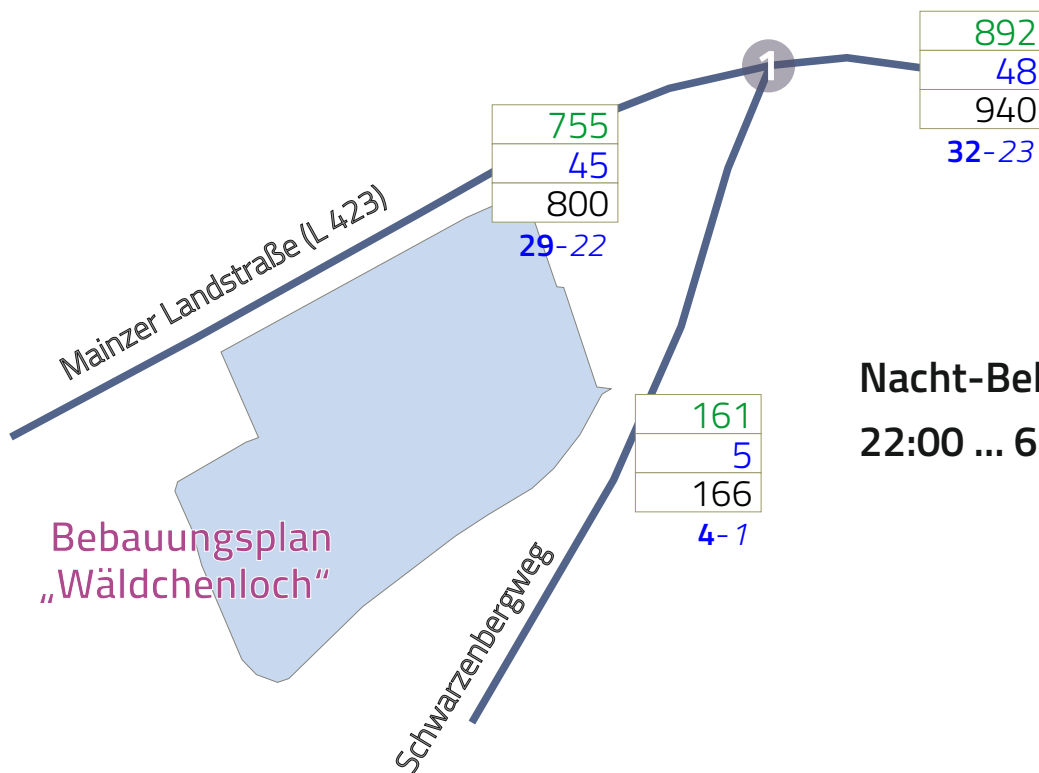 892
1
48
940
32-23
755
45
800
29-22
Mainzer Landstraße (L 423)
Nacht-Bel
22:00 ... 6
161
5
166
4-1
Bebauungsplan
„Wäldchenloch“
Schwarzenbergweg